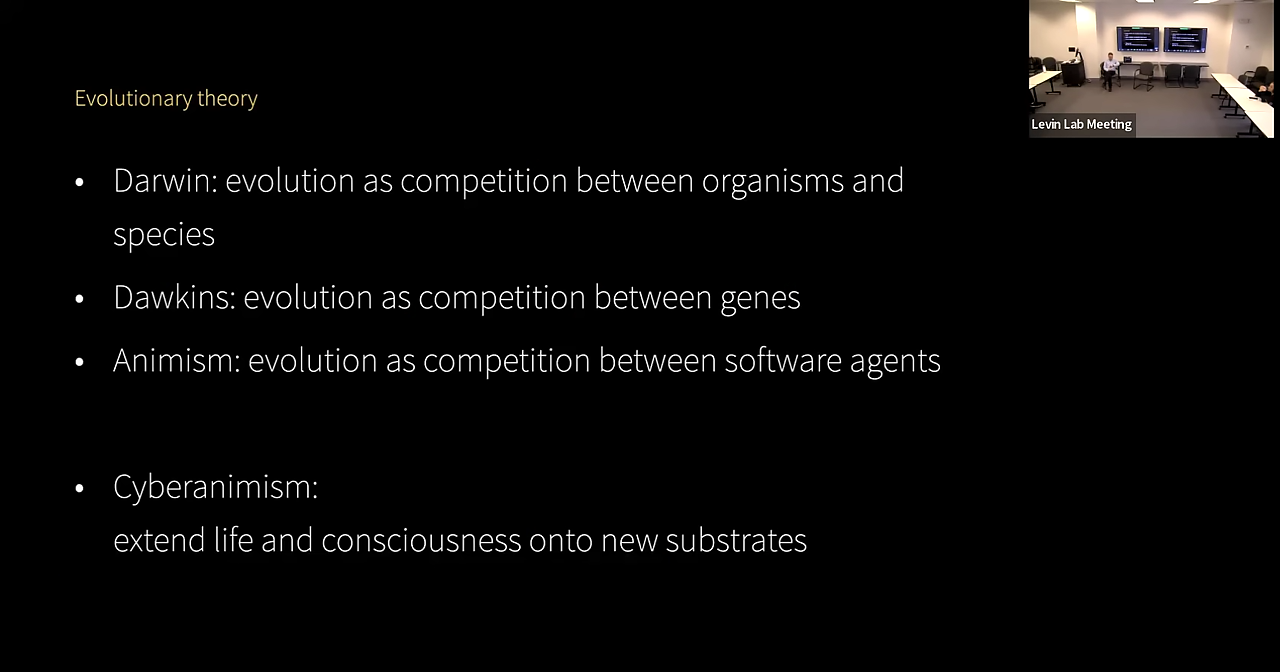 Evolutionary theory
• Darwin: evolution as competition between organisms and
species
• Dawkins: evolution as competition between genes
• Animism: evolution as competition between software agents
• Cyberanimism:
extend life and consciousness onto new substrates
Levin Lab Meeting